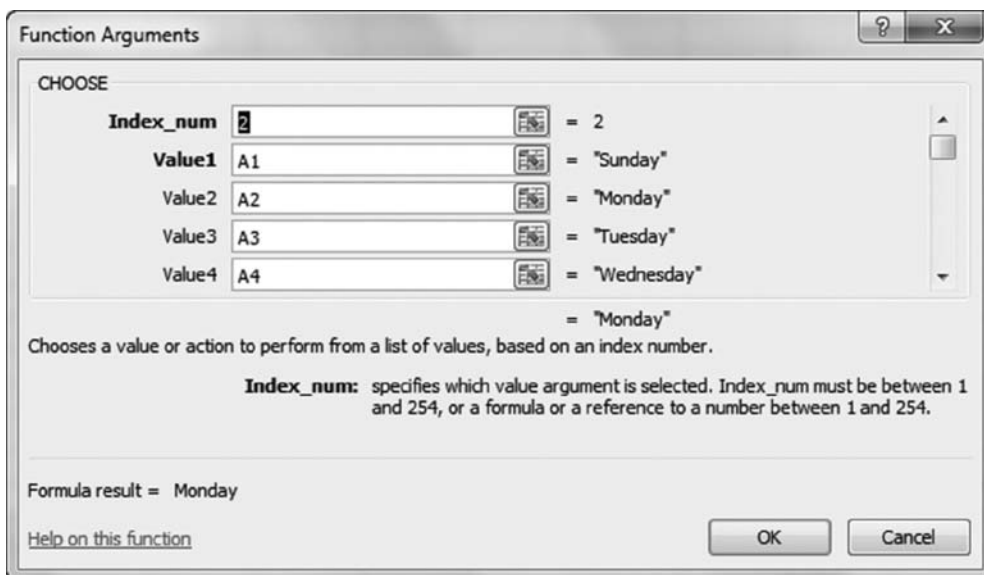 Function Arguments
CHOOSE
Index_num 2 = 2
Value1 A1 = "Sunday"
Value2 A2 = "Monday"
Value3 A3 = "Tuesday"
Value4 A4 = "Wednesday"
= "Monday"
Chooses a value or action to perform from a list of values, based on an index number.
Index_num: specifies which value argument is selected. Index_num must be between 1
and 254, or a formula or a reference to a number between 1 and 254.
Formula result = Monday
Help on this function
OK Cancel